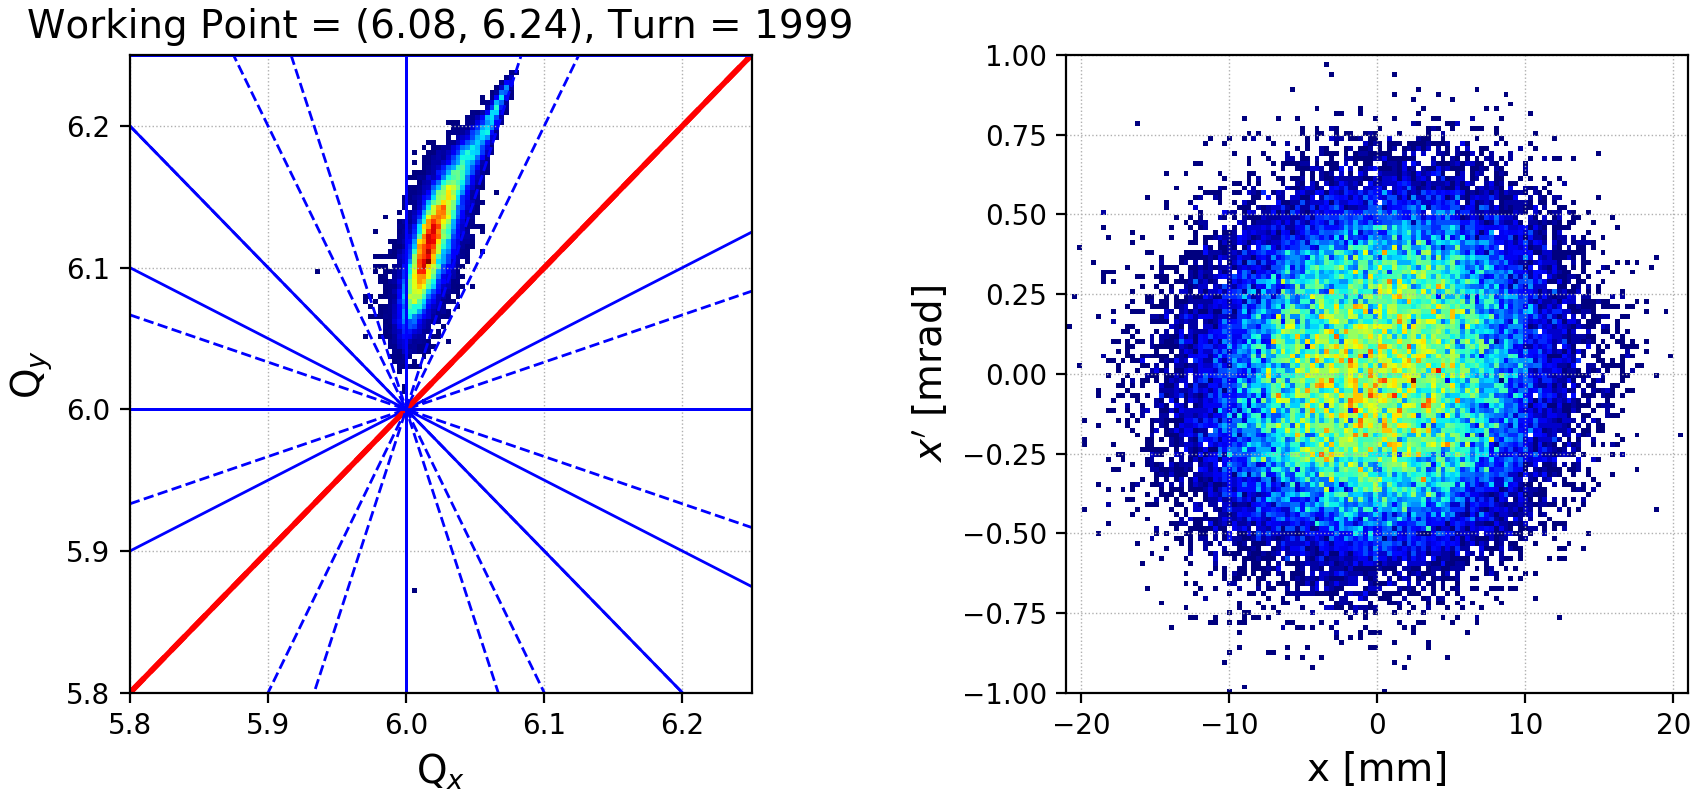 Working Point = (6.08, 6.24), Turn = 1999
6.2
6.1
6.0
5.9
5.8
Q_y
5.8 5.9 6.0 6.1 6.2
Q_x
1.00
0.75
0.50
0.25
0.00
−0.25
−0.50
−0.75
−1.00
x′ [mrad]
−20 −10 0 10 20
x [mm]